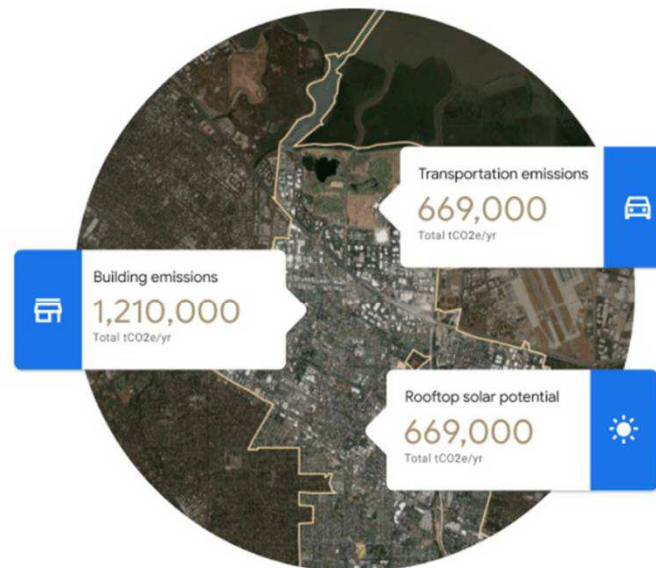 Transportation emissions
669,000
Total tCO2e/yr
Building emissions
1,210,000
Total tCO2e/yr
Rooftop solar potential
669,000
Total tCO2e/yr